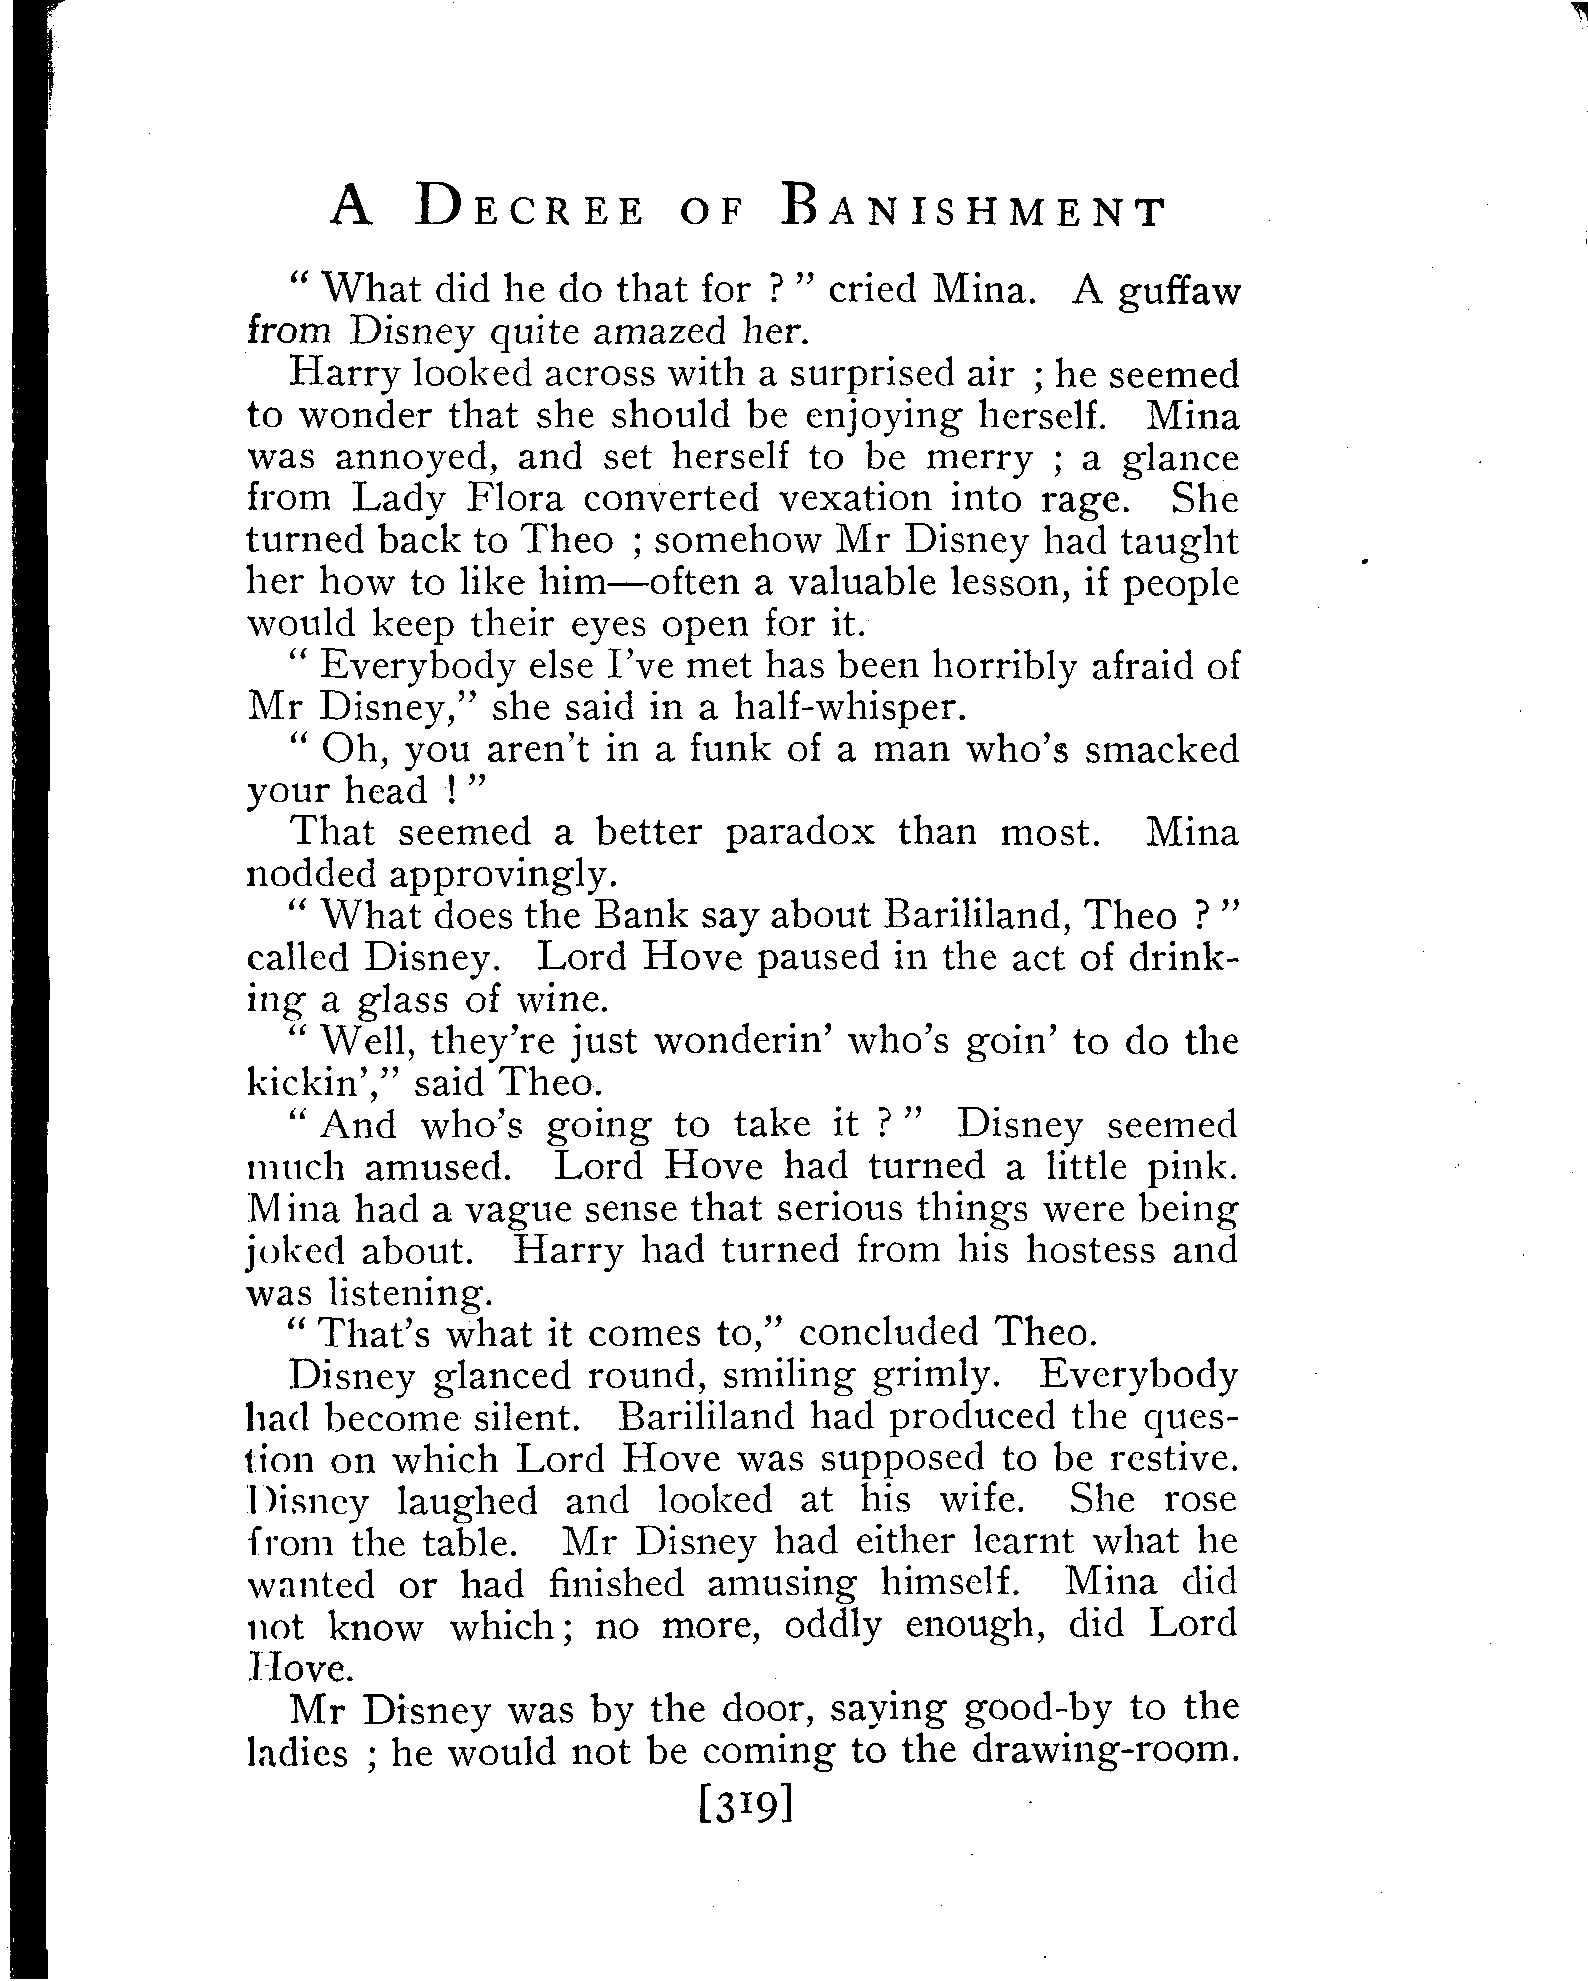 A Decree of Banishment
“ What did he do that for ? ” cried Mina. A guffaw
from Disney quite amazed her.
Harry looked across with a surprised air ; he seemed
to wonder that she should be enjoying herself. Mina
was annoyed, and set herself to be merry ; a glance
from Lady Flora converted vexation into rage. She
turned back to Theo ; somehow Mr Disney had taught
her how to like him—often a valuable lesson, if people
would keep their eyes open for it.
“ Everybody else I’ve met has been horribly afraid of
Mr Disney,” she said in a half-whisper.
“ Oh, you aren’t in a funk of a man who’s smacked
your head ! ”
That seemed a better paradox than most. Mina
nodded approvingly.
“ What does the Bank say about Barililand, Theo ? ”
called Disney. Lord Hove paused in the act of drink-
ing a glass of wine.
“ Well, they’re just wonderin’ who’s goin’ to do the
kickin’,” said Theo.
“ And who’s going to take it ? ” Disney seemed
much amused. Lord Hove had turned a little pink.
Mina had a vague sense that serious things were being
joked about. Harry had turned from his hostess and
was listening.
“ That’s what it comes to,” concluded Theo.
Disney glanced round, smiling grimly. Everybody
had become silent. Barililand had produced the ques-
tion on which Lord Hove was supposed to be restive.
Disney laughed and looked at his wife. She rose
from the table. Mr Disney had either learnt what he
wanted or had finished amusing himself. Mina did
not know which ; no more, oddly enough, did Lord
Hove.
Mr Disney was by the door, saying good-by to the
ladies ; he would not be coming to the drawing-room.
[319]